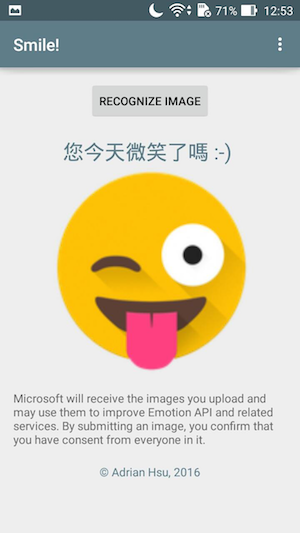 71% 12:53
Smile!
RECOGNIZE IMAGE
您今天微笑了嗎 :-)
Microsoft will receive the images you upload and
may use them to improve Emotion API and related
services. By submitting an image, you confirm that
you have consent from everyone in it.
© Adrian Hsu, 2016